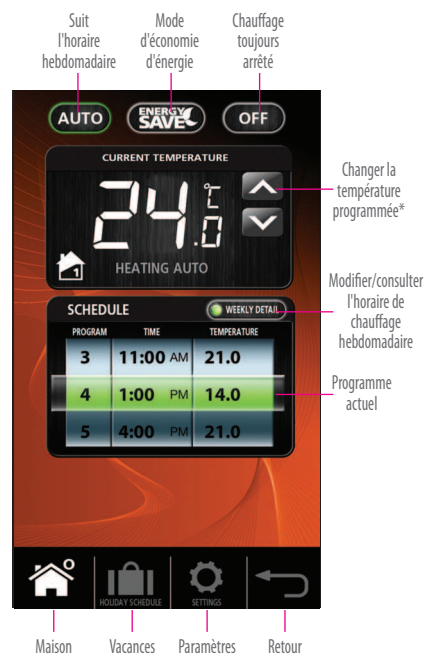 Suit
l'horaire
hebdomadaire
Mode
d'économie
d'énergie
Chauffage
toujours
arrêté
AUTO
ENERGY
SAVE
OFF
CURRENT TEMPERATURE
24.0 °C
1
HEATING AUTO
Changer la
température
programmée*
SCHEDULE
WEEKLY DETAIL
Modifier/consulter
l'horaire de
chauffage
hebdomadaire
PROGRAM TIME TEMPERATURE
3 11:00 AM 21.0
4 1:00 PM 14.0
5 4:00 PM 21.0
Programme
actuel
HOLIDAY SCHEDULE
SETTINGS
Maison
Vacances
Paramètres
Retour